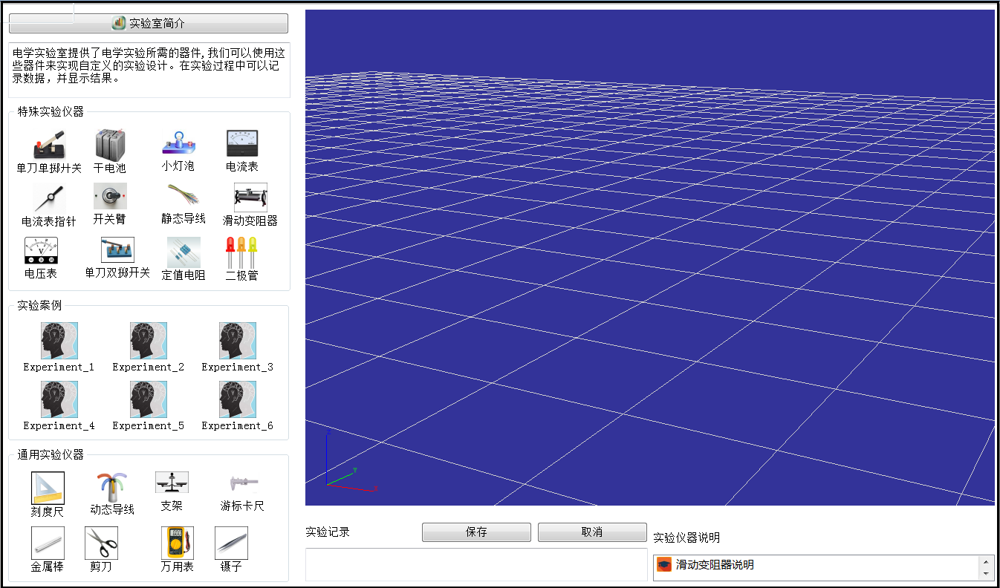 实验室简介
电学实验室提供了电学实验所需的器件,我们可以使用这
些器件来实现自定义的实验设计。在实验过程中可以记
录数据，并显示结果。
特殊实验仪器
单刀单掷开关 干电池 小灯泡 电流表
电流表指针 开关臂 静态导线 滑动变阻器
电压表 单刀双掷开关 定值电阻 二极管
实验案例
Experiment_1 Experiment_2 Experiment_3
Experiment_4 Experiment_5 Experiment_6
通用实验仪器
刻度尺 动态导线 支架 游标卡尺
金属棒 剪刀 万用表 镊子
Z
Y
X
实验记录 保存 取消 实验仪器说明
滑动变阻器说明